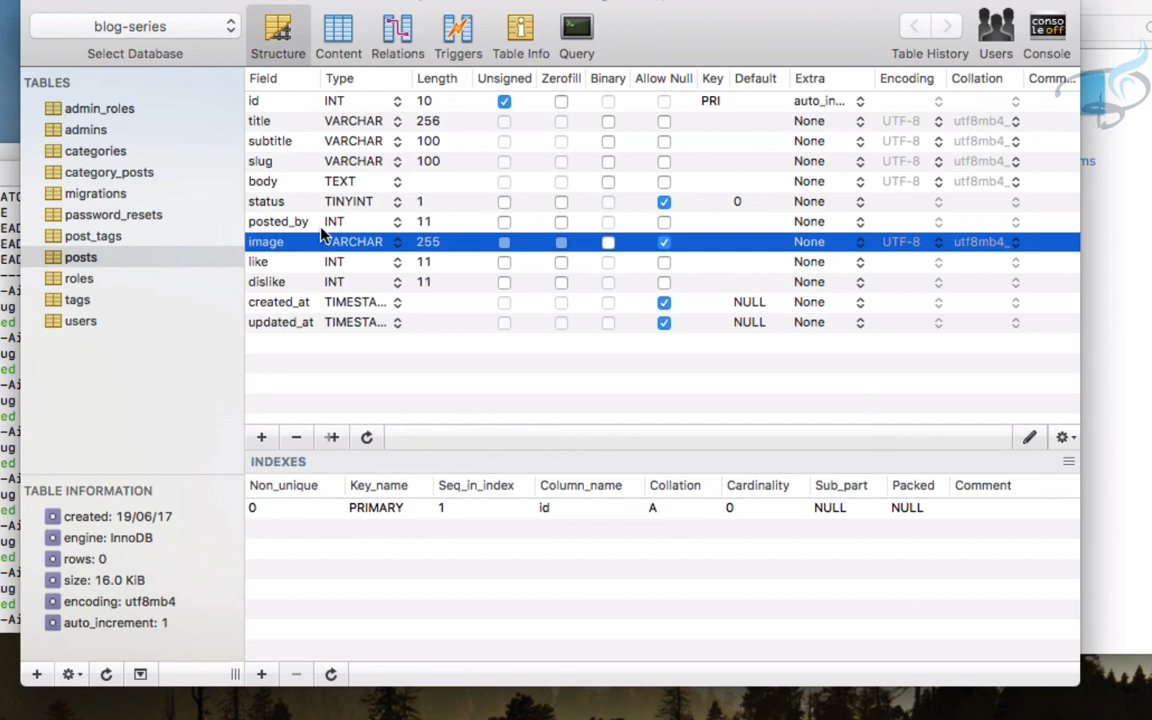 blog-series
Select Database
Structure
Content
Relations
Triggers
Table Info
Query
Table History
Users
conso
le off
Console
TABLES
admin_roles
admins
categories
category_posts
migrations
password_resets
post_tags
posts
roles
tags
users
TABLE INFORMATION
created: 19/06/17
engine: InnoDB
rows: 0
size: 16.0 KiB
encoding: utf8mb4
auto_increment: 1
Field Type Length Unsigned Zerofill Binary Allow Null Key Default Extra Encoding Collation Comm...
id INT 10 PRI auto_in...
title VARCHAR 256 None UTF-8 utf8mb4_
subtitle VARCHAR 100 None UTF-8 utf8mb4_
slug VARCHAR 100 None UTF-8 utf8mb4_
body TEXT None UTF-8 utf8mb4_
status TINYINT 1 0 None
posted_by INT 11 None
image VARCHAR 255 None UTF-8 utf8mb4_
like INT 11 None
dislike INT 11 None
created_at TIMESTA... NULL None
updated_at TIMESTA... NULL None
INDEXES
Non_unique Key_name Seq_in_index Column_name Collation Cardinality Sub_part Packed Comment
0 PRIMARY 1 id A 0 NULL NULL